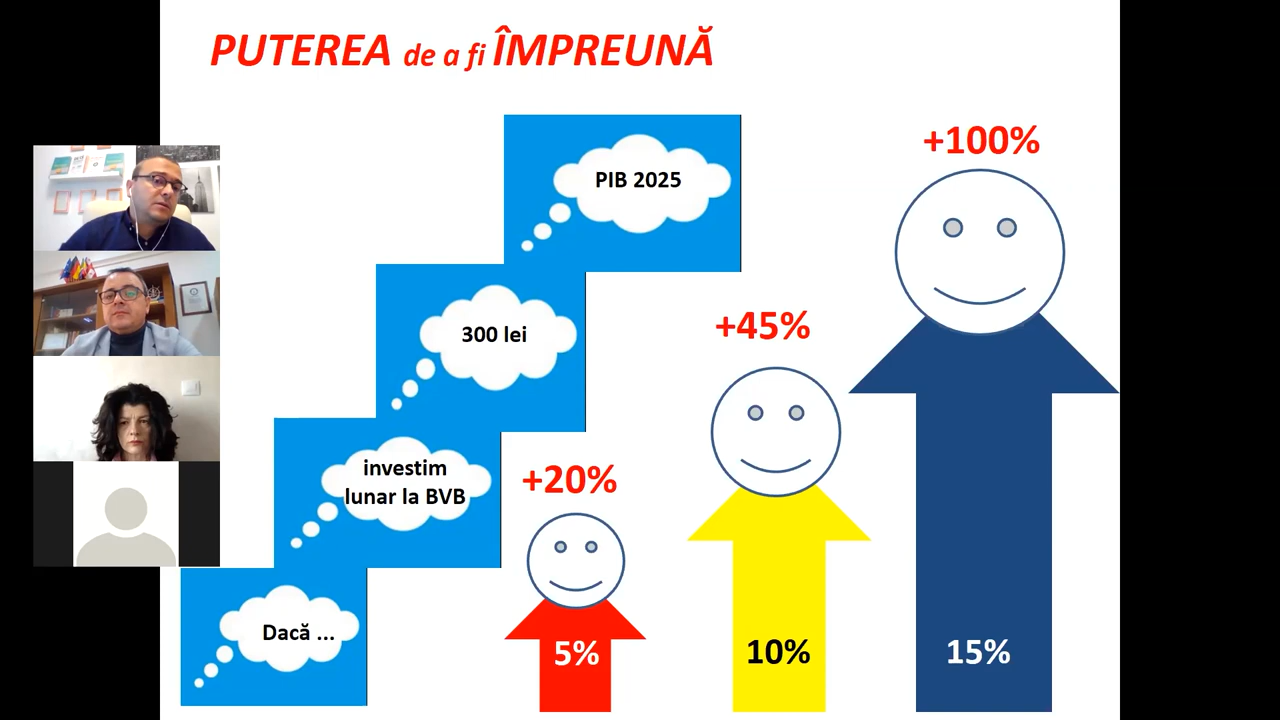 PUTEREA de a fi ÎMPREUNĂ
PIB 2025
300 lei
investim
lunar la BVB
Dacă ...
+20%
5%
+45%
10%
+100%
15%